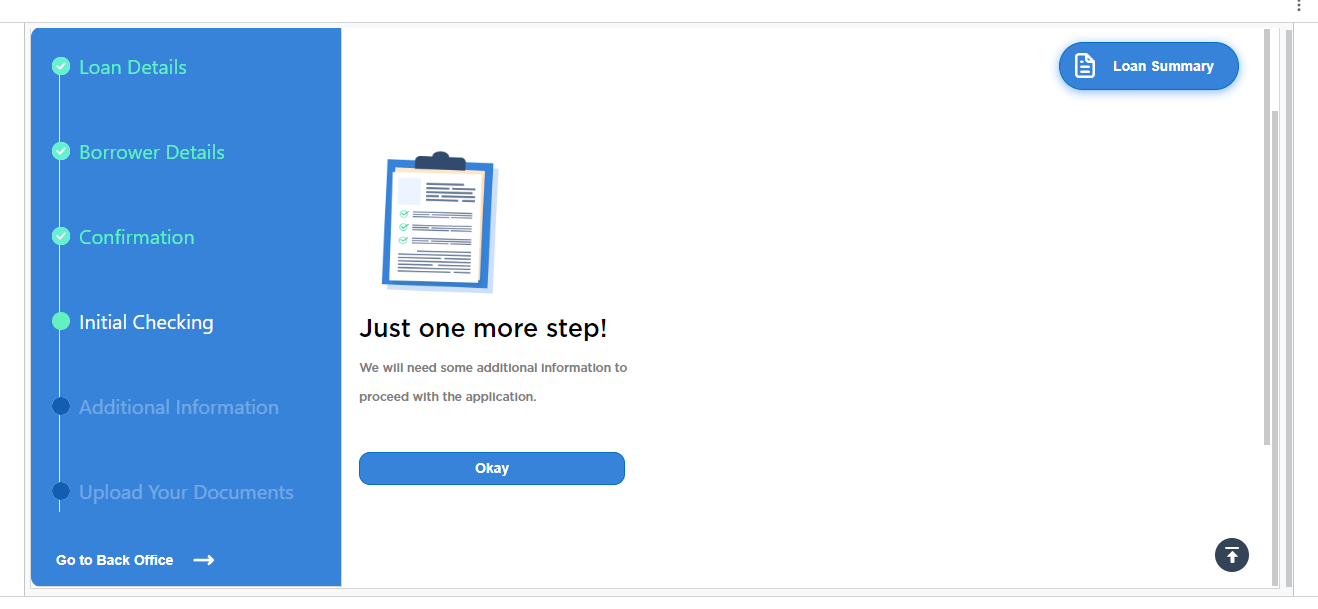 Loan Details
Borrower Details
Confirmation
Initial Checking
Additional Information
Upload Your Documents
Go to Back Office
Loan Summary
Just one more step!
We will need some additional information to
proceed with the application.
Okay